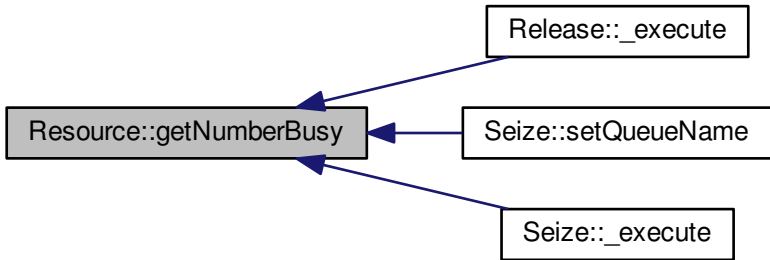 Release::_execute
Resource::getNumberBusy
Seize::setQueueName
Seize::_execute